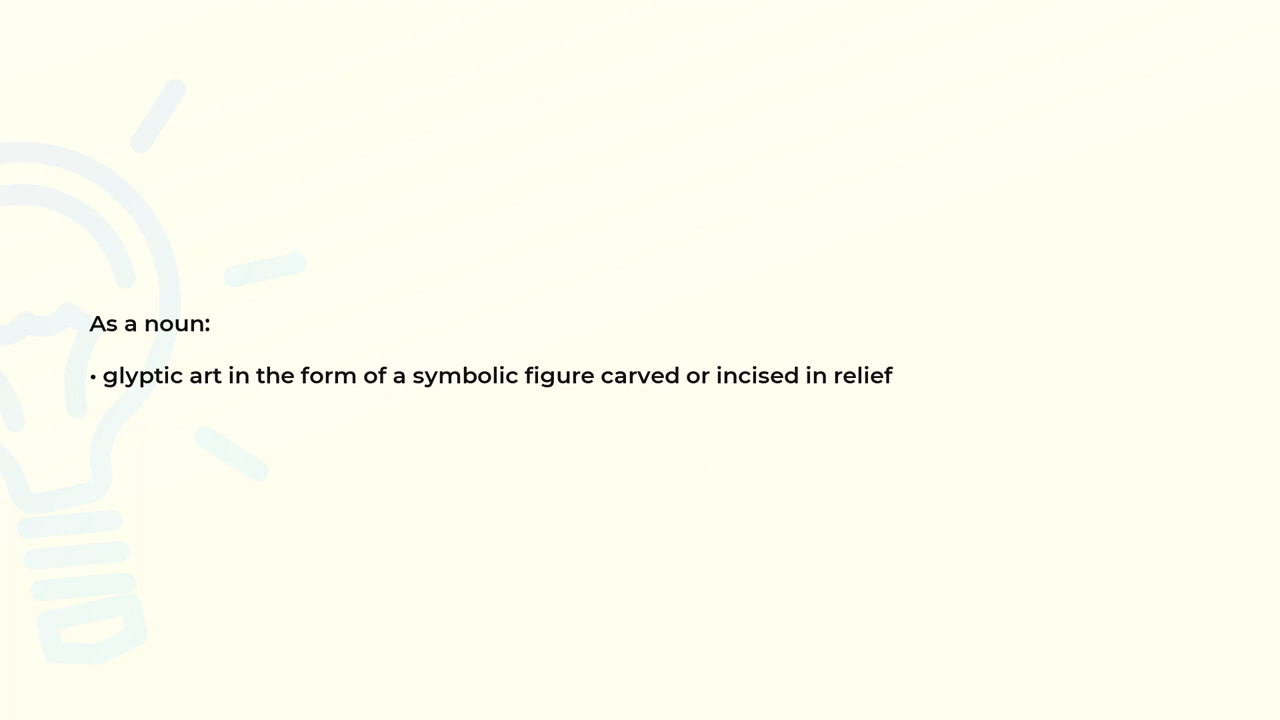 As a noun:
• glyptic art in the form of a symbolic figure carved or incised in relief